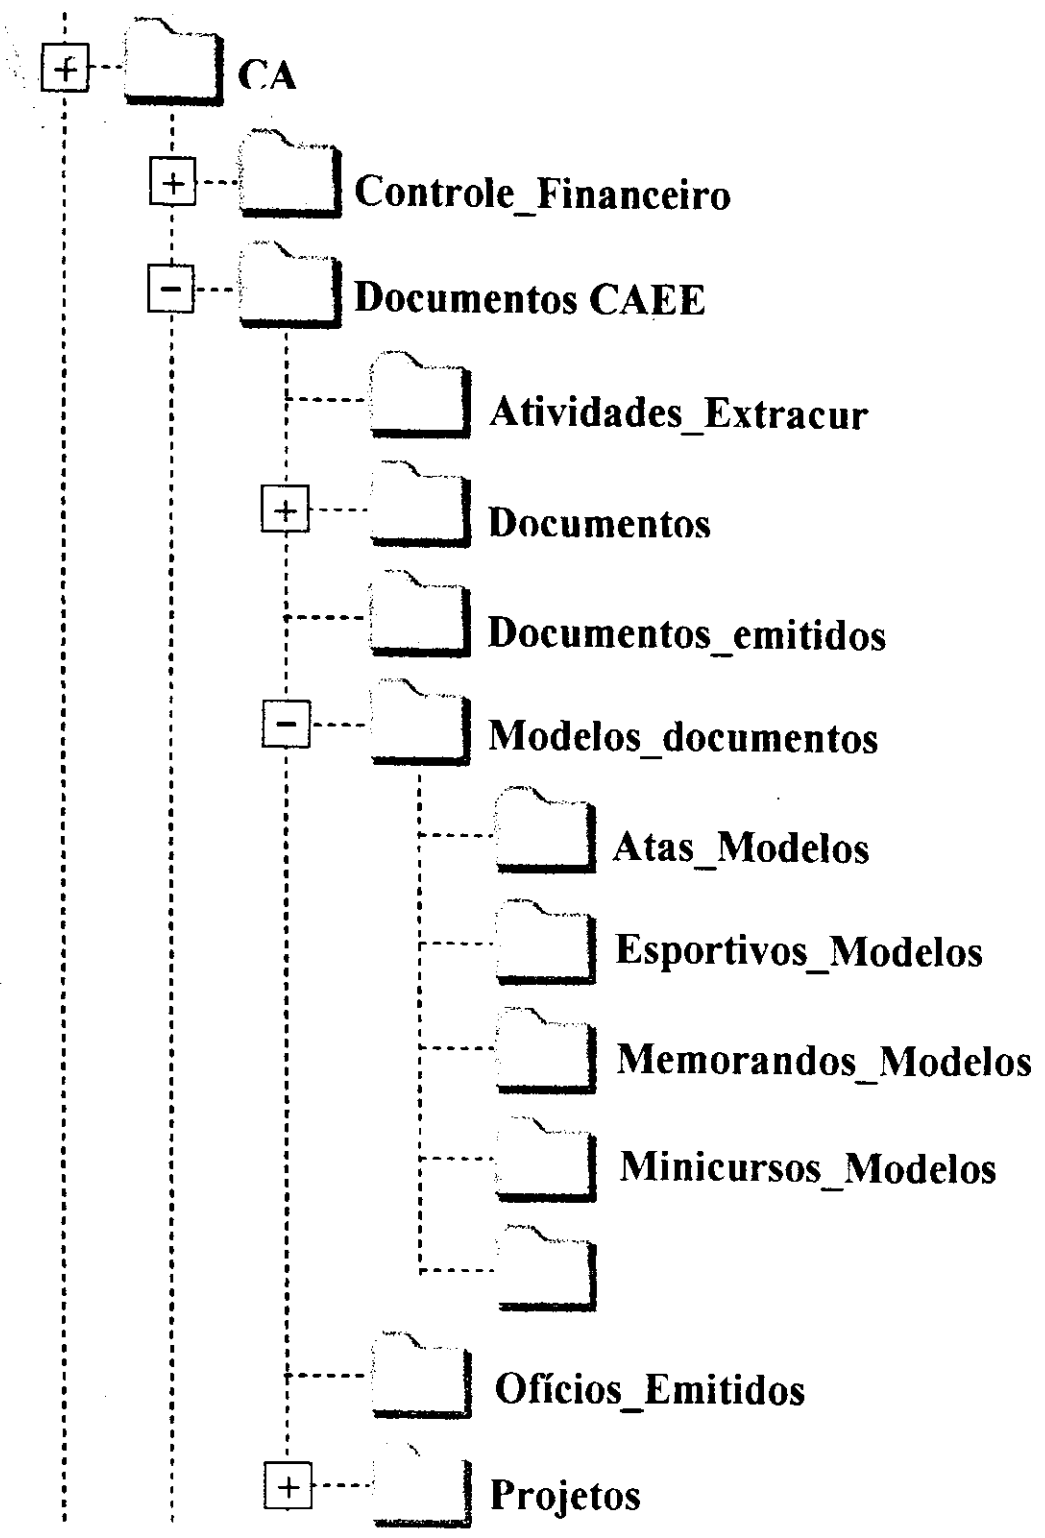 CA
Controle_Financeiro
Documentos CAEE
Atividades_Extracur
Documentos
Documentos_emitidos
Modelos_documentos
Atas_Modelos
Esportivos_Modelos
Memorandos_Modelos
Minicursos_Modelos
Ofícios_Emitidos
Projetos